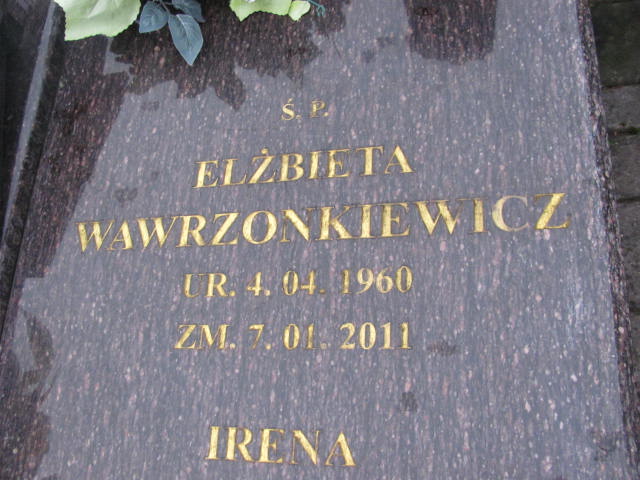 Ś. P.
ELŻBIETA
WAWRZONKIEWICZ
UR. 4. 04. 1960
ZM. 7. 01. 2011
IRENA